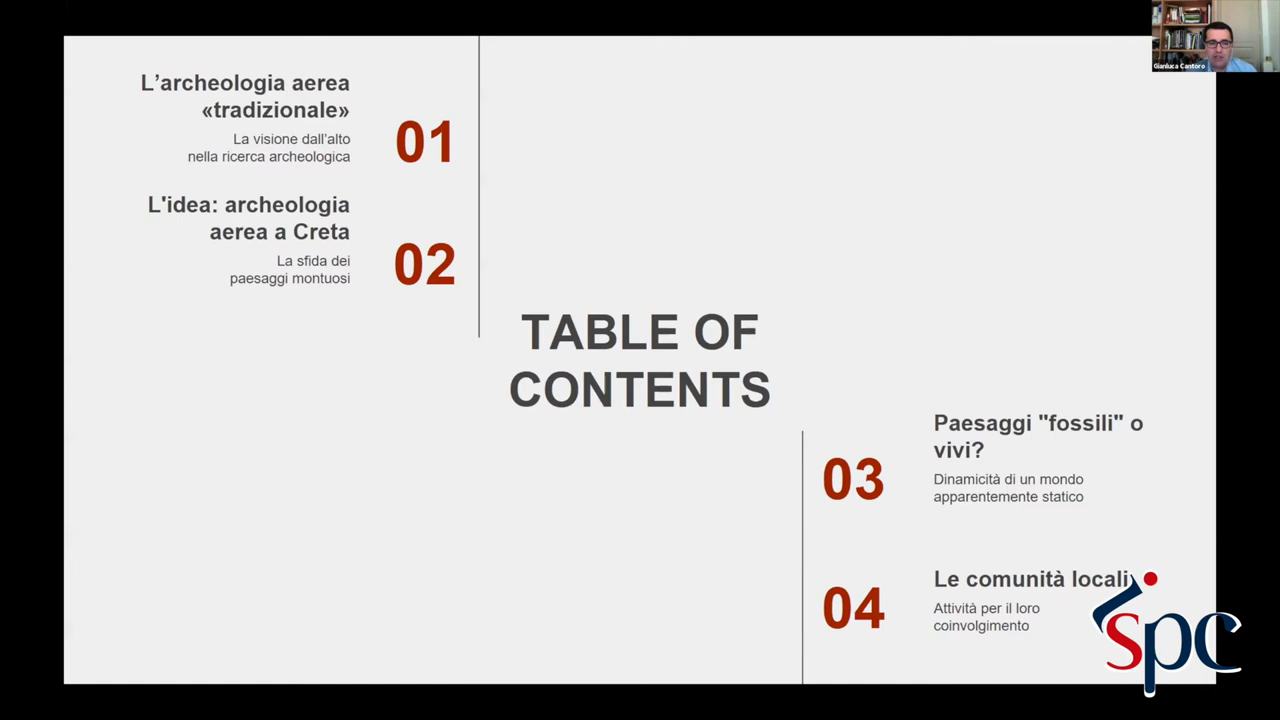 Gianluca Cantoro
L’archeologia aerea
«tradizionale»
La visione dall’alto
nella ricerca archeologica
01
L'idea: archeologia
aerea a Creta
La sfida dei
paesaggi montuosi
02
TABLE OF
CONTENTS
03
Paesaggi "fossili" o
vivi?
Dinamicità di un mondo
apparentemente statico
04
Le comunità locali
Attività per il loro
coinvolgimento
ispc